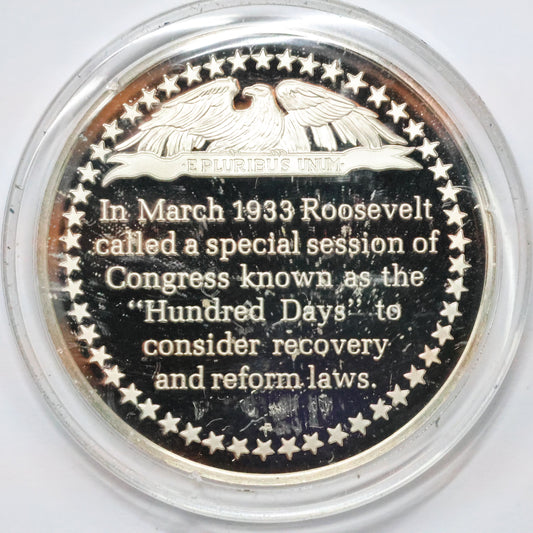 ·E PLURIBUS UNUM·
In March 1933 Roosevelt
called a special session of
Congress known as the
“Hundred Days” to
consider recovery
and reform laws.